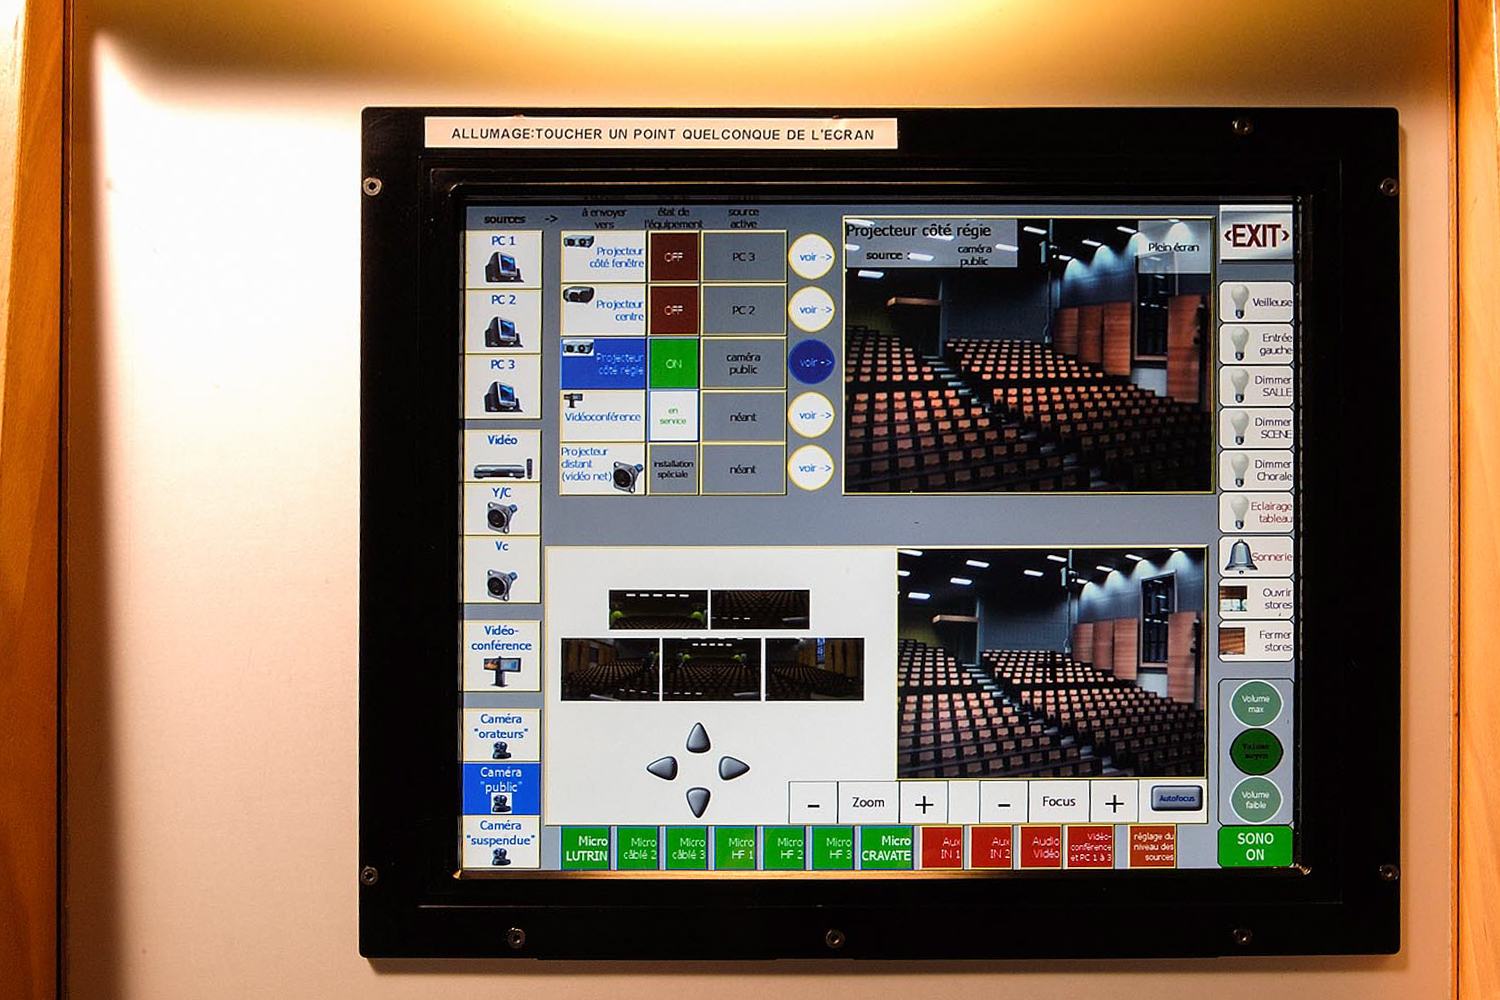 ALLUMAGE:TOUCHER UN POINT QUELCONQUE DE L'ECRAN
sources ->
à envoyer
vers
état de
l'équipement
source
active
PC 1
PC 2
PC 3
Vidéo
Y/C
Vc
Vidéo-
conférence
Caméra
"orateurs"
Caméra
"public"
Caméra
"suspendue"
Projecteur
côté fenêtre
OFF
PC 3
voir ->
Projecteur
centre
OFF
PC 2
voir ->
Projecteur
côté régie
ON
caméra
public
voir ->
Vidéoconférence
en
service
néant
voir ->
Projecteur
distant
(vidéo net)
installation
spéciale
néant
voir ->
Projecteur côté régie
source :
caméra
public
Plein écran
<EXIT>
Veilleuse
Entrée
gauche
Dimmer
SALLE
Dimmer
SCENE
Dimmer
Chorale
Eclairage
tableau
Sonnerie
Ouvrir
stores
Fermer
stores
Volume
max
Volume
moyen
Volume
faible
SONO
ON
- Zoom +
- Focus +
Autofocus
Micro
LUTRIN
Micro
câblé 2
Micro
câblé 3
Micro
HF 1
Micro
HF 2
Micro
HF 3
Micro
CRAVATE
Aux
IN 1
Aux
IN 2
Audio
Vidéo
Vidéo-
conférence
et PC 1 à 3
réglage du
niveau des
sources